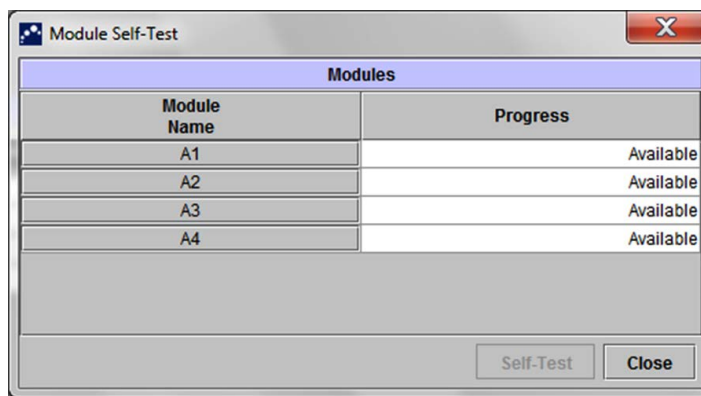 Module Self-Test
Modules
Module
Name
Progress
A1
Available
A2
Available
A3
Available
A4
Available
Self-Test
Close